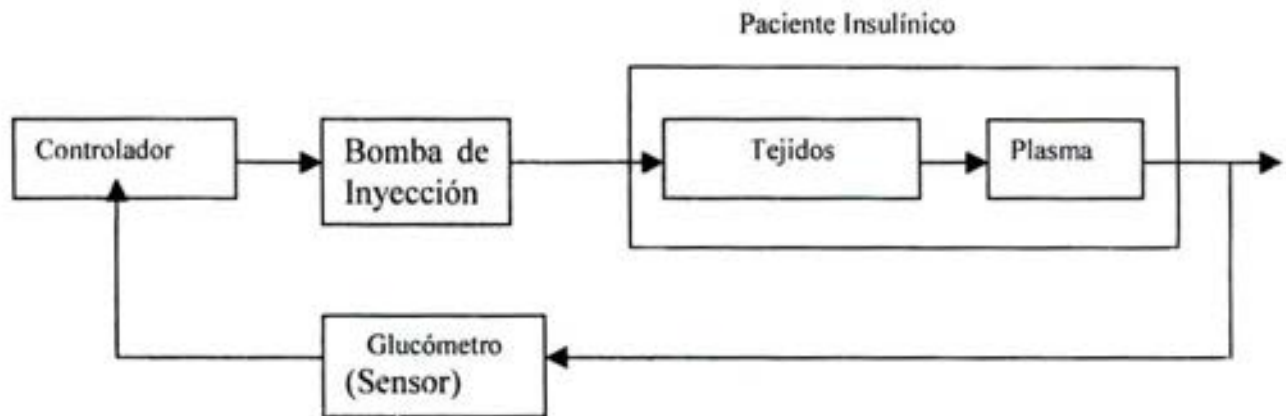 Paciente Insulínico
Controlador
Bomba de
Inyección
Tejidos
Plasma
Glucómetro
(Sensor)